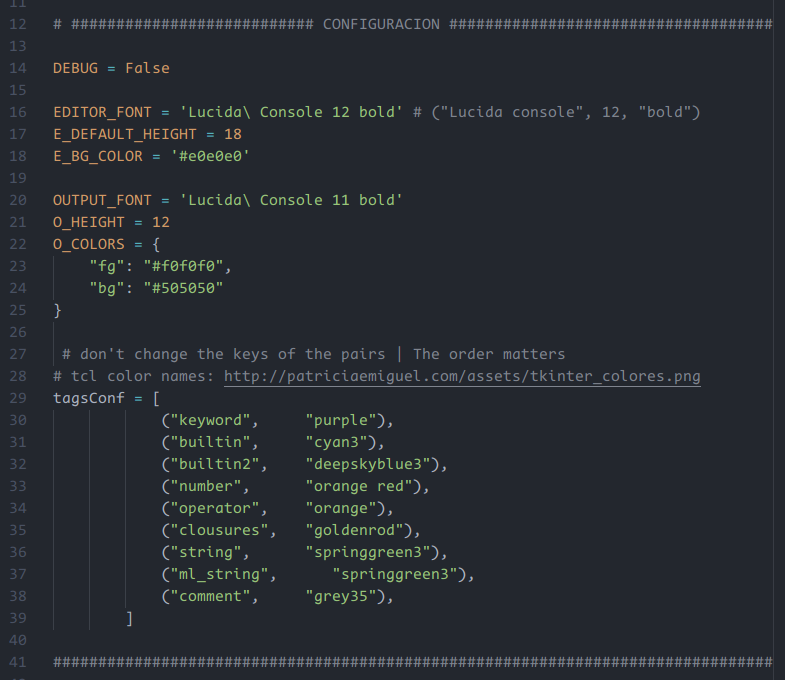 11
12 # ########################### CONFIGURACION ####################################
13
14 DEBUG = False
15
16 EDITOR_FONT = 'Lucida\ Console 12 bold' # ("Lucida console", 12, "bold")
17 E_DEFAULT_HEIGHT = 18
18 E_BG_COLOR = '#e0e0e0'
19
20 OUTPUT_FONT = 'Lucida\ Console 11 bold'
21 O_HEIGHT = 12
22 O_COLORS = {
23     "fg": "#f0f0f0",
24     "bg": "#505050"
25 }
26
27  # don't change the keys of the pairs | The order matters
28 # tcl color names: http://patriciaemiguel.com/assets/tkinter_colores.png
29 tagsConf = [
30             ("keyword",     "purple"),
31             ("builtin",     "cyan3"),
32             ("builtin2",    "deepskyblue3"),
33             ("number",      "orange red"),
34             ("operator",    "orange"),
35             ("clousures",   "goldenrod"),
36             ("string",      "springgreen3"),
37             ("ml_string",      "springgreen3"),
38             ("comment",     "grey35"),
39         ]
40
41 ################################################################################